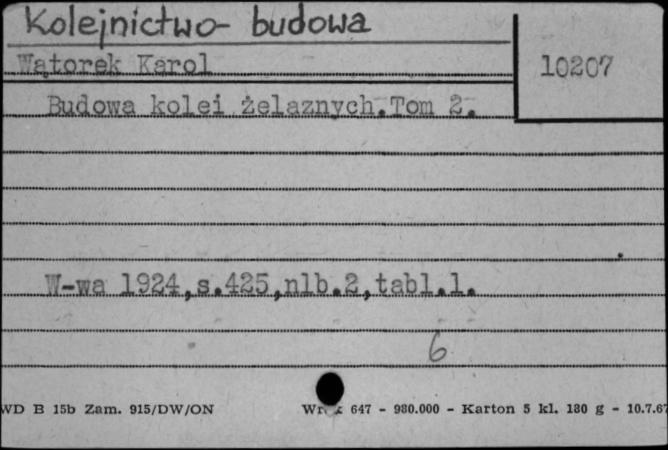 Kolejnictwo- budowa
Wątorek Karol
10207
Budowa kolei żelaznych.Tom 2.
W-wa 1924,s.425,nlb.2,tabl.1.
6
WD B 15b Zam. 915/DW/ON
647 - 980.000 - Karton 5 kl. 180 g - 10.7.67